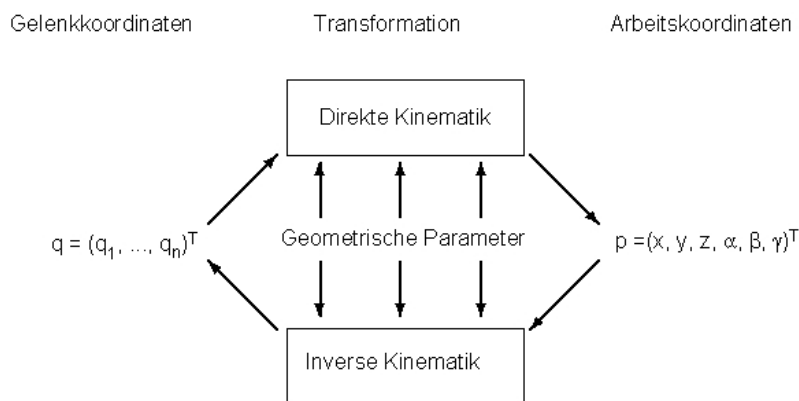 Gelenkkoordinaten Transformation Arbeitskoordinaten
Direkte Kinematik
q = (q₁, ..., qₙ)ᵀ Geometrische Parameter p =(x, y, z, α, β, γ)ᵀ
Inverse Kinematik